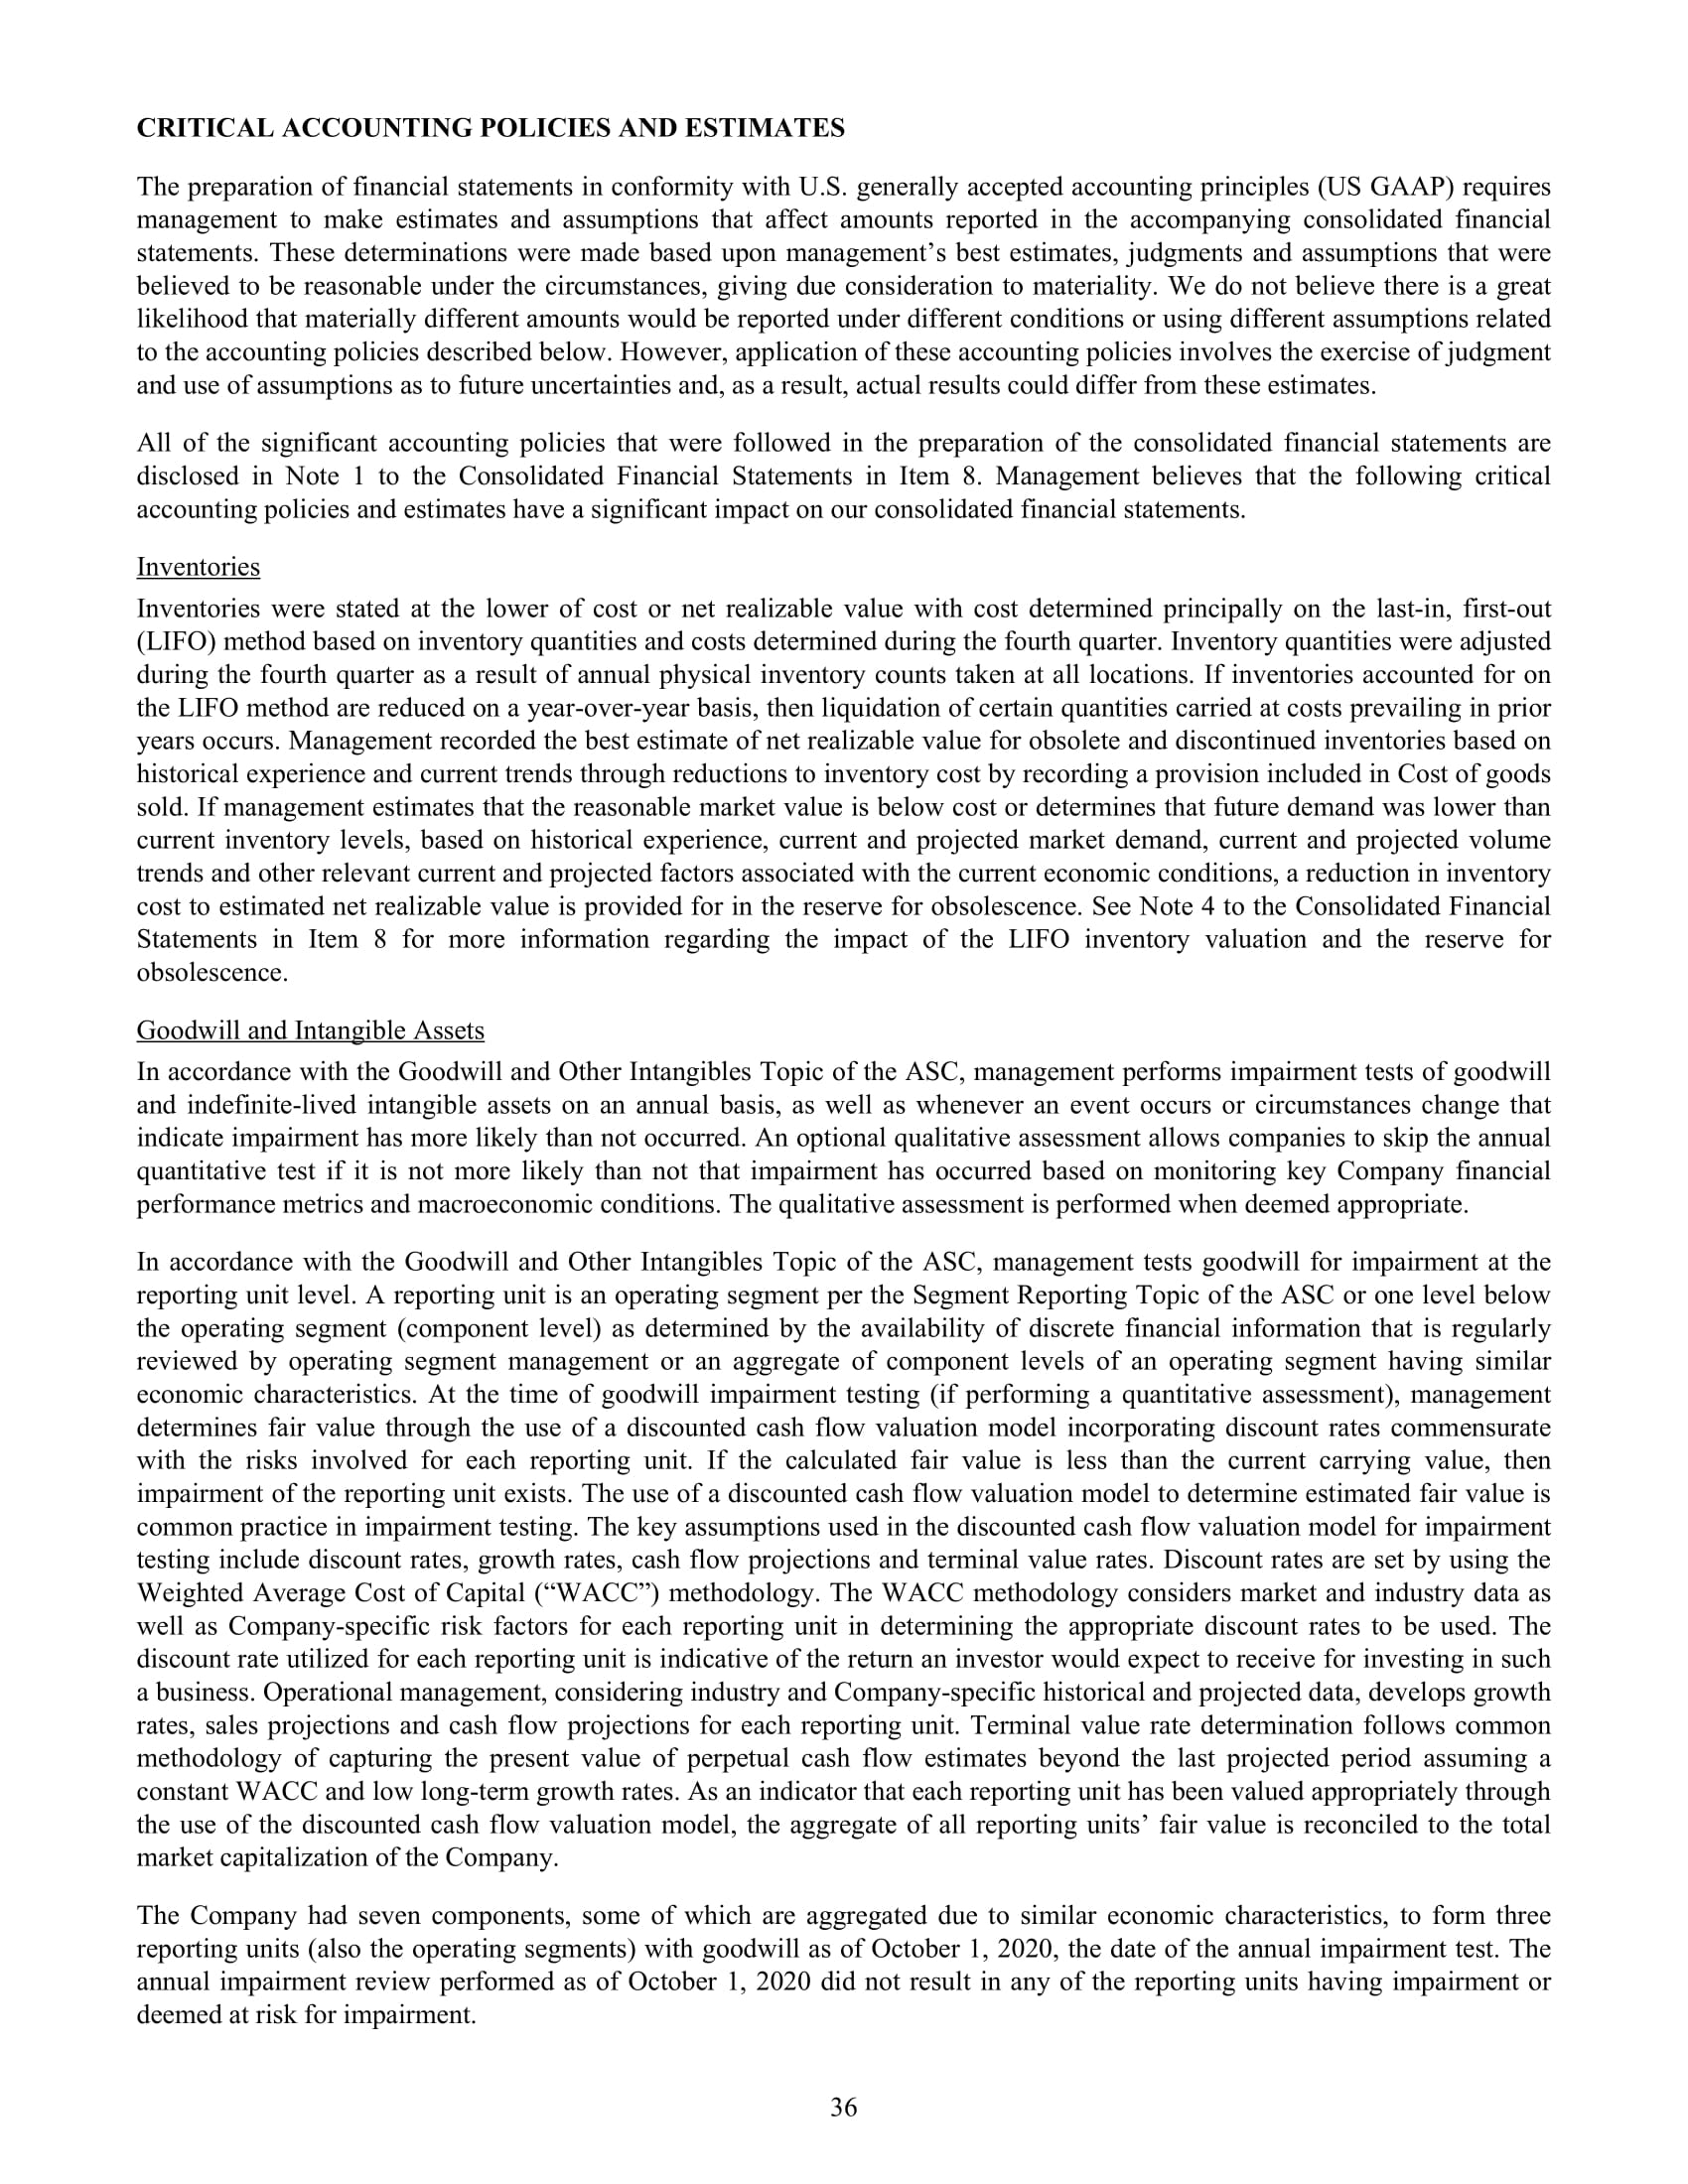 CRITICAL ACCOUNTING POLICIES AND ESTIMATES
The preparation of financial statements in conformity with U.S. generally accepted accounting principles (US GAAP) requires
management to make estimates and assumptions that affect amounts reported in the accompanying consolidated financial
statements. These determinations were made based upon management’s best estimates, judgments and assumptions that were
believed to be reasonable under the circumstances, giving due consideration to materiality. We do not believe there is a great
likelihood that materially different amounts would be reported under different conditions or using different assumptions related
to the accounting policies described below. However, application of these accounting policies involves the exercise of judgment
and use of assumptions as to future uncertainties and, as a result, actual results could differ from these estimates.
All of the significant accounting policies that were followed in the preparation of the consolidated financial statements are
disclosed in Note 1 to the Consolidated Financial Statements in Item 8. Management believes that the following critical
accounting policies and estimates have a significant impact on our consolidated financial statements.
Inventories
Inventories were stated at the lower of cost or net realizable value with cost determined principally on the last-in, first-out
(LIFO) method based on inventory quantities and costs determined during the fourth quarter. Inventory quantities were adjusted
during the fourth quarter as a result of annual physical inventory counts taken at all locations. If inventories accounted for on
the LIFO method are reduced on a year-over-year basis, then liquidation of certain quantities carried at costs prevailing in prior
years occurs. Management recorded the best estimate of net realizable value for obsolete and discontinued inventories based on
historical experience and current trends through reductions to inventory cost by recording a provision included in Cost of goods
sold. If management estimates that the reasonable market value is below cost or determines that future demand was lower than
current inventory levels, based on historical experience, current and projected market demand, current and projected volume
trends and other relevant current and projected factors associated with the current economic conditions, a reduction in inventory
cost to estimated net realizable value is provided for in the reserve for obsolescence. See Note 4 to the Consolidated Financial
Statements in Item 8 for more information regarding the impact of the LIFO inventory valuation and the reserve for
obsolescence.
Goodwill and Intangible Assets
In accordance with the Goodwill and Other Intangibles Topic of the ASC, management performs impairment tests of goodwill
and indefinite-lived intangible assets on an annual basis, as well as whenever an event occurs or circumstances change that
indicate impairment has more likely than not occurred. An optional qualitative assessment allows companies to skip the annual
quantitative test if it is not more likely than not that impairment has occurred based on monitoring key Company financial
performance metrics and macroeconomic conditions. The qualitative assessment is performed when deemed appropriate.
In accordance with the Goodwill and Other Intangibles Topic of the ASC, management tests goodwill for impairment at the
reporting unit level. A reporting unit is an operating segment per the Segment Reporting Topic of the ASC or one level below
the operating segment (component level) as determined by the availability of discrete financial information that is regularly
reviewed by operating segment management or an aggregate of component levels of an operating segment having similar
economic characteristics. At the time of goodwill impairment testing (if performing a quantitative assessment), management
determines fair value through the use of a discounted cash flow valuation model incorporating discount rates commensurate
with the risks involved for each reporting unit. If the calculated fair value is less than the current carrying value, then
impairment of the reporting unit exists. The use of a discounted cash flow valuation model to determine estimated fair value is
common practice in impairment testing. The key assumptions used in the discounted cash flow valuation model for impairment
testing include discount rates, growth rates, cash flow projections and terminal value rates. Discount rates are set by using the
Weighted Average Cost of Capital (“WACC”) methodology. The WACC methodology considers market and industry data as
well as Company-specific risk factors for each reporting unit in determining the appropriate discount rates to be used. The
discount rate utilized for each reporting unit is indicative of the return an investor would expect to receive for investing in such
a business. Operational management, considering industry and Company-specific historical and projected data, develops growth
rates, sales projections and cash flow projections for each reporting unit. Terminal value rate determination follows common
methodology of capturing the present value of perpetual cash flow estimates beyond the last projected period assuming a
constant WACC and low long-term growth rates. As an indicator that each reporting unit has been valued appropriately through
the use of the discounted cash flow valuation model, the aggregate of all reporting units’ fair value is reconciled to the total
market capitalization of the Company.
The Company had seven components, some of which are aggregated due to similar economic characteristics, to form three
reporting units (also the operating segments) with goodwill as of October 1, 2020, the date of the annual impairment test. The
annual impairment review performed as of October 1, 2020 did not result in any of the reporting units having impairment or
deemed at risk for impairment.
36